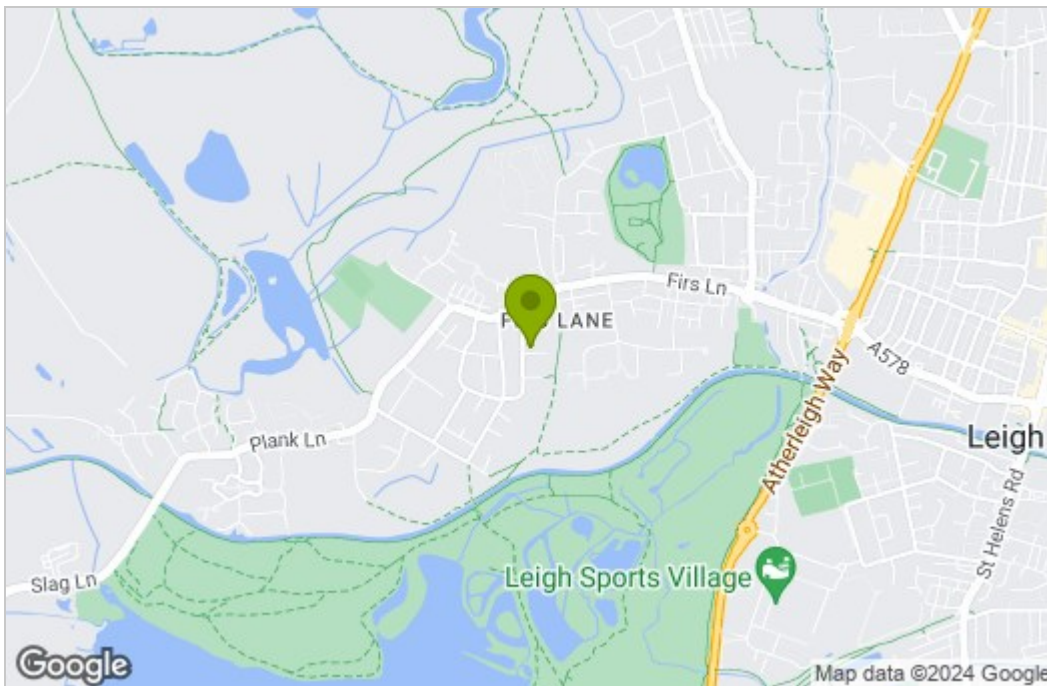 Firs Ln
F LANE
A578
Atherleigh Way
Plank Ln
Leigh
St Helens Rd
Slag Ln
Leigh Sports Village
Google
Map data ©2024 Google